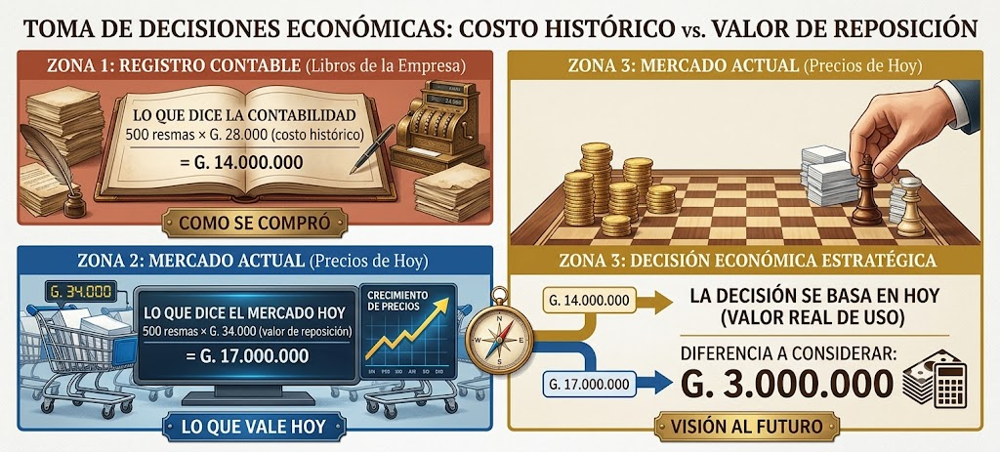 TOMA DE DECISIONES ECONÓMICAS: COSTO HISTÓRICO vs. VALOR DE REPOSICIÓN
ZONA 1: REGISTRO CONTABLE (Libros de la Empresa)
LO QUE DICE LA CONTABILIDAD
500 resmas × G. 28.000 (costo histórico)
= G. 14.000.000
COMO SE COMPRÓ
ZONA 2: MERCADO ACTUAL (Precios de Hoy)
G. 34.000
LO QUE DICE EL MERCADO HOY
500 resmas × G. 34.000 (valor de reposición)
= G. 17.000.000
CRECIMIENTO
DE PRECIOS
LO QUE VALE HOY
ZONA 3: MERCADO ACTUAL (Precios de Hoy)
ZONA 3: DECISIÓN ECONÓMICA ESTRATÉGICA
N
E
S
W
G. 14.000.000
G. 17.000.000
LA DECISIÓN SE BASA EN HOY
(VALOR REAL DE USO)
DIFERENCIA A CONSIDERAR:
G. 3.000.000
VISIÓN AL FUTURO